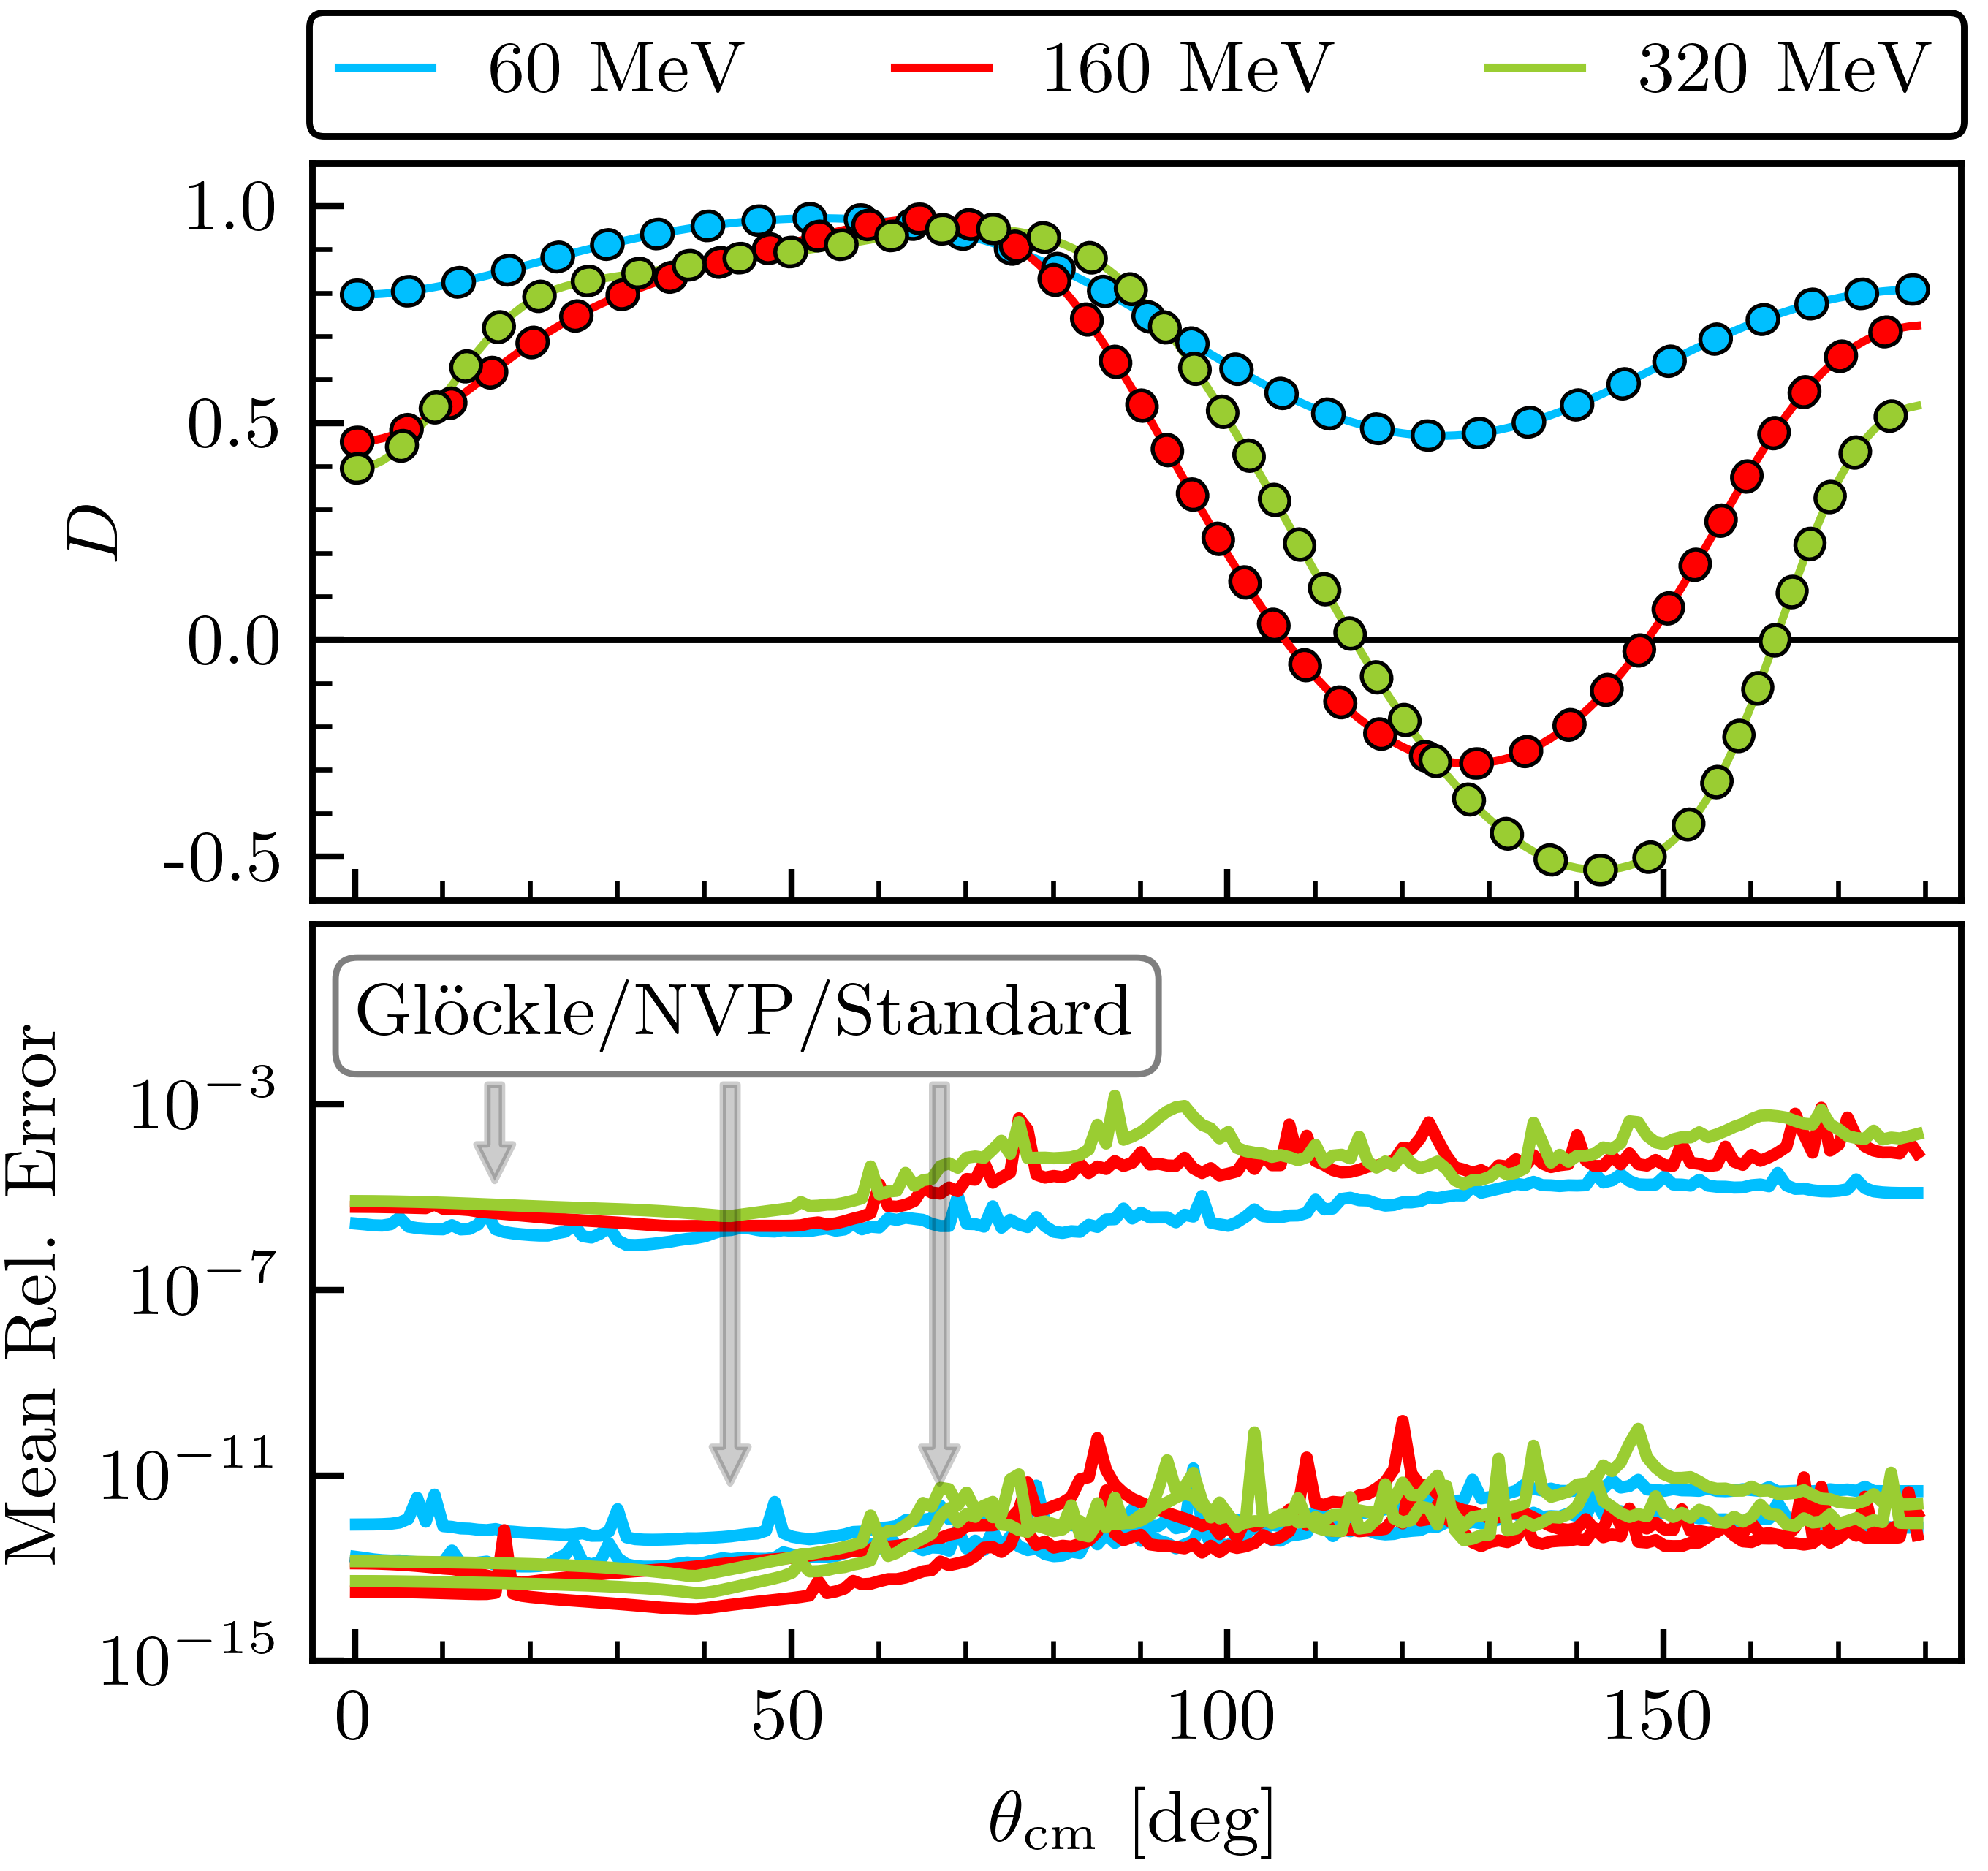 60 MeV 160 MeV 320 MeV
1.0
0.5
0.0
-0.5
D
Glöckle/NVP/Standard
10⁻³
10⁻⁷
10⁻¹¹
10⁻¹⁵
Mean Rel. Error
0 50 100 150
θcm [deg]